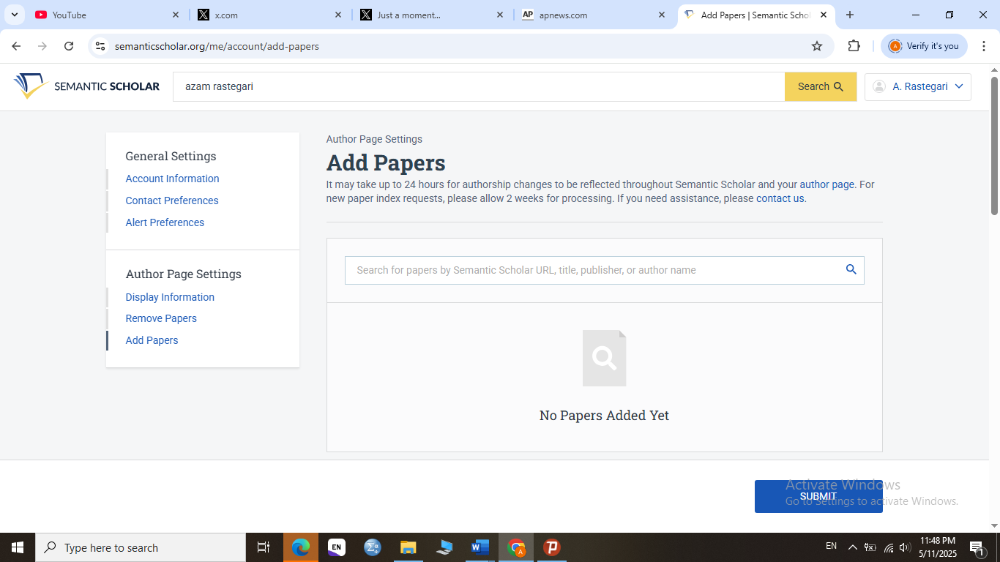 YouTube
x.com
Just a moment...
AP apnews.com
Add Papers | Semantic Schol
semanticscholar.org/me/account/add-papers
A Verify it's you
SEMANTIC SCHOLAR
azam rastegari
Search
A. Rastegari
General Settings
Account Information
Contact Preferences
Alert Preferences
Author Page Settings
Display Information
Remove Papers
Add Papers
Author Page Settings
Add Papers
It may take up to 24 hours for authorship changes to be reflected throughout Semantic Scholar and your author page. For
new paper index requests, please allow 2 weeks for processing. If you need assistance, please contact us.
Search for papers by Semantic Scholar URL, title, publisher, or author name
No Papers Added Yet
SUBMIT
Activate Windows
Go to Settings to activate Windows.
Type here to search
EN
EN
11:48 PM
5/11/2025
1